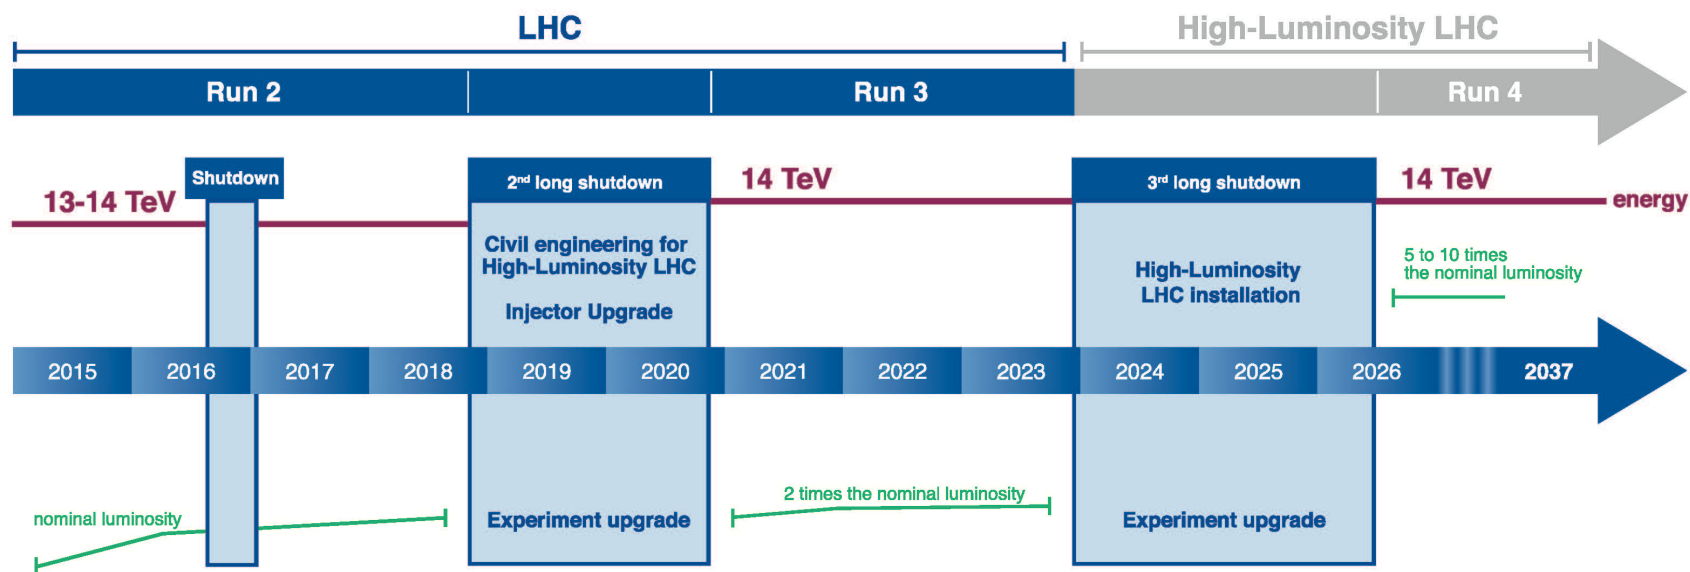 LHC
High-Luminosity LHC
Run 2
Run 3
Run 4
Shutdown
2nd long shutdown
3rd long shutdown
13-14 TeV
14 TeV
14 TeV
energy
Civil engineering for
High-Luminosity LHC
Injector Upgrade
High-Luminosity
LHC installation
5 to 10 times
the nominal luminosity
2015
2016
2017
2018
2019
2020
2021
2022
2023
2024
2025
2026
2037
nominal luminosity
Experiment upgrade
2 times the nominal luminosity
Experiment upgrade